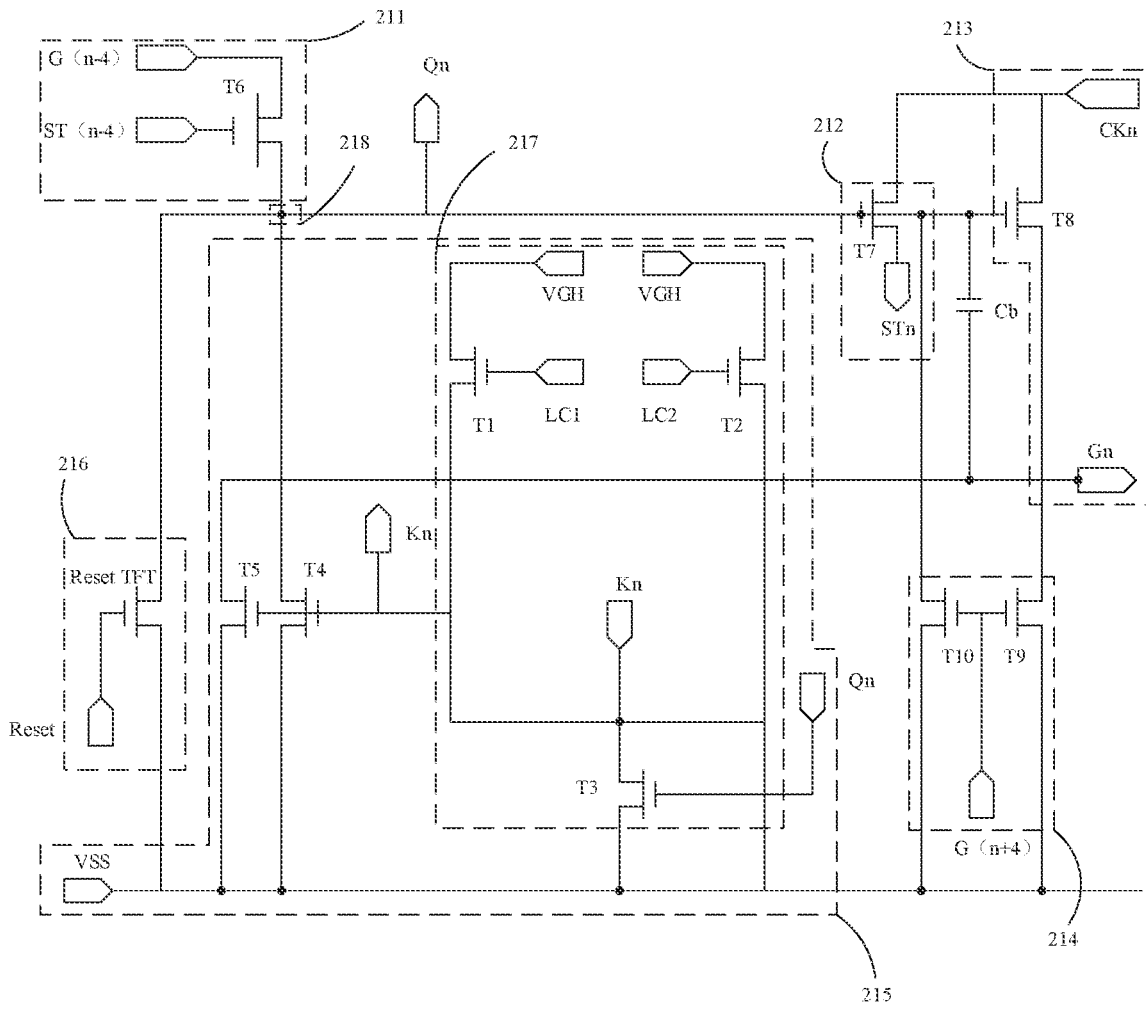 211
G（n-4）
Qn
213
T6
CKn
ST（n-4）
212
217
218
T8
T7
VGH
VGH
STn
Cb
LC1
LC2
T1
T2
Gn
216
Kn
Reset TFT
T5
T4
Kn
T10
T9
Qn
Reset
T3
G（n+4）
VSS
214
215